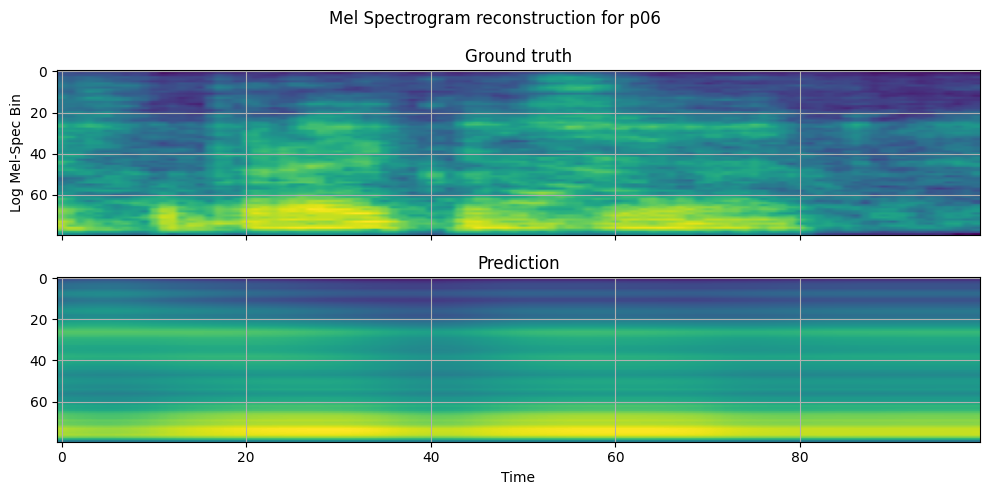 Mel Spectrogram reconstruction for p06
Ground truth
0
20
40
60
Log Mel-Spec Bin
Prediction
0
20
40
60
0 20 40 60 80
Time